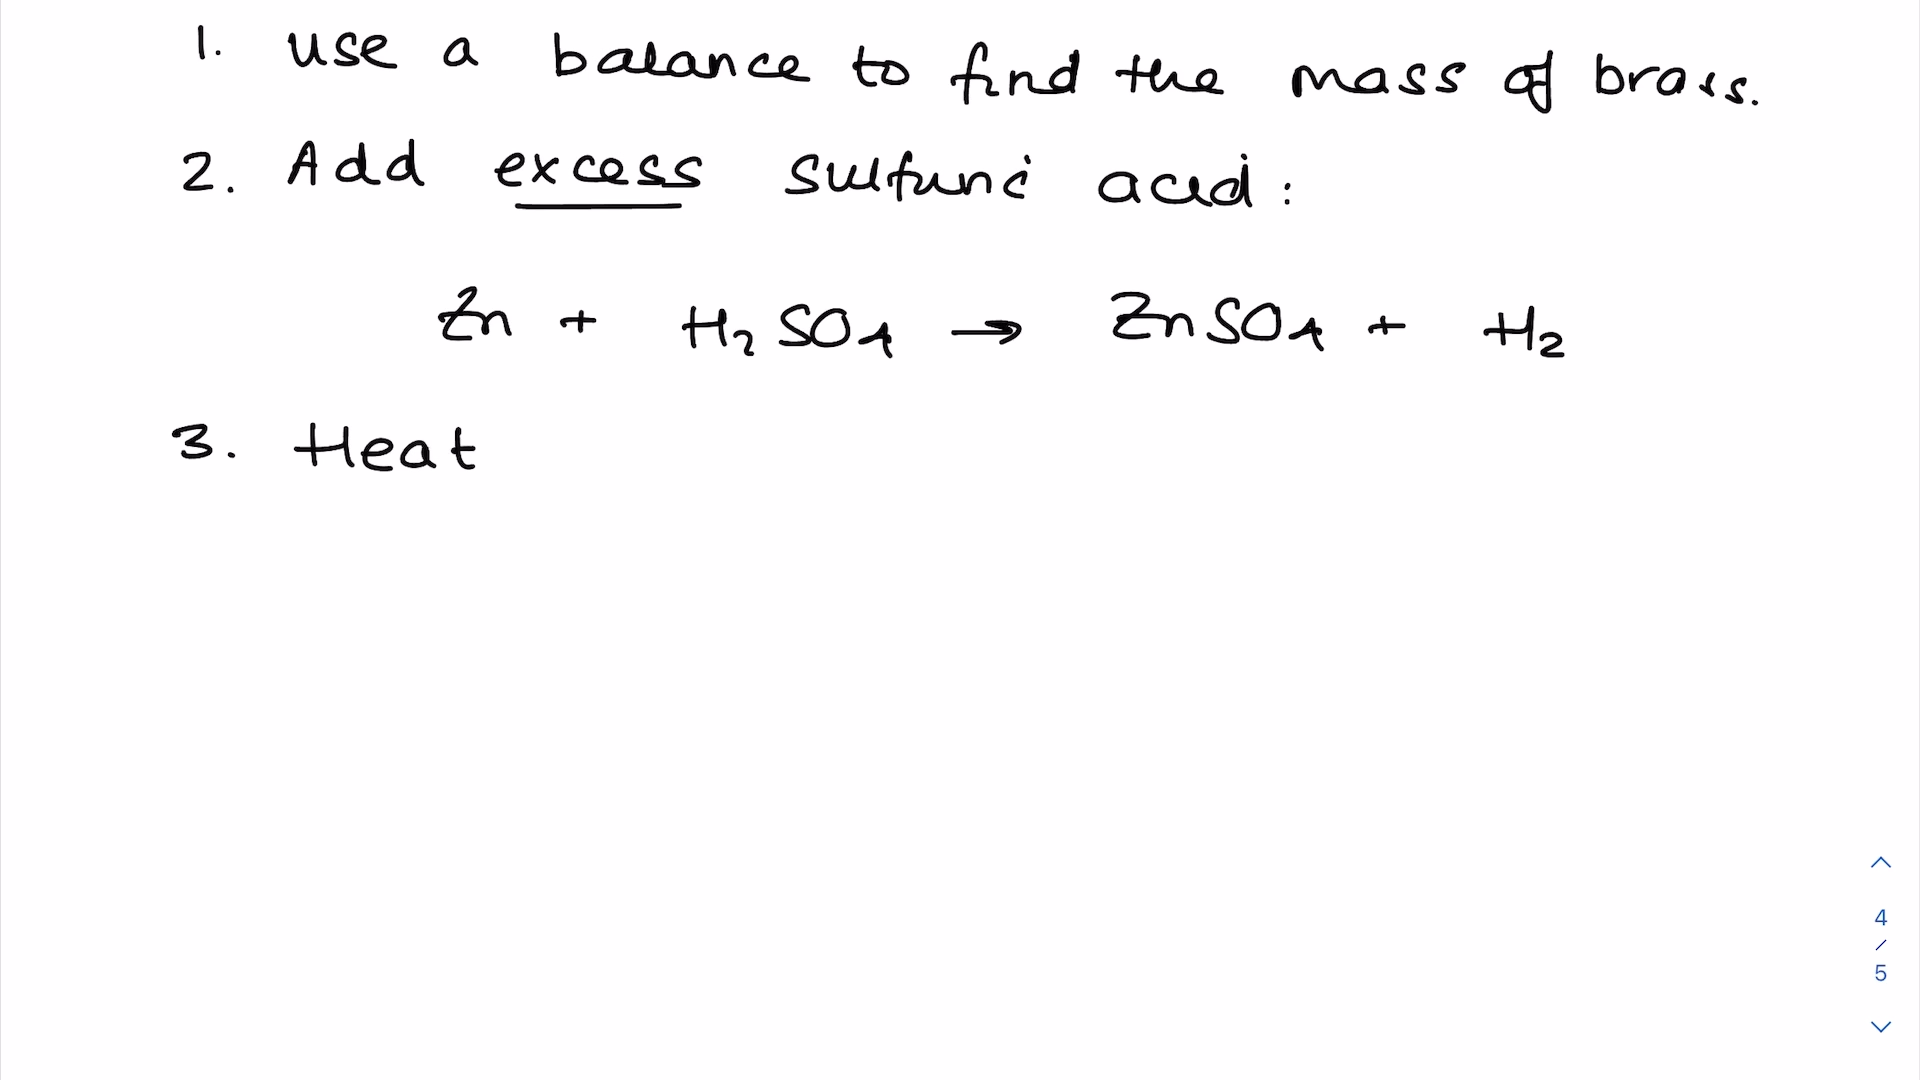 1. use a balance to find the mass of brass.
2. Add excess sulfuric acid:
Zn + H₂SO₄ → ZnSO₄ + H₂
3. Heat
4
/
5